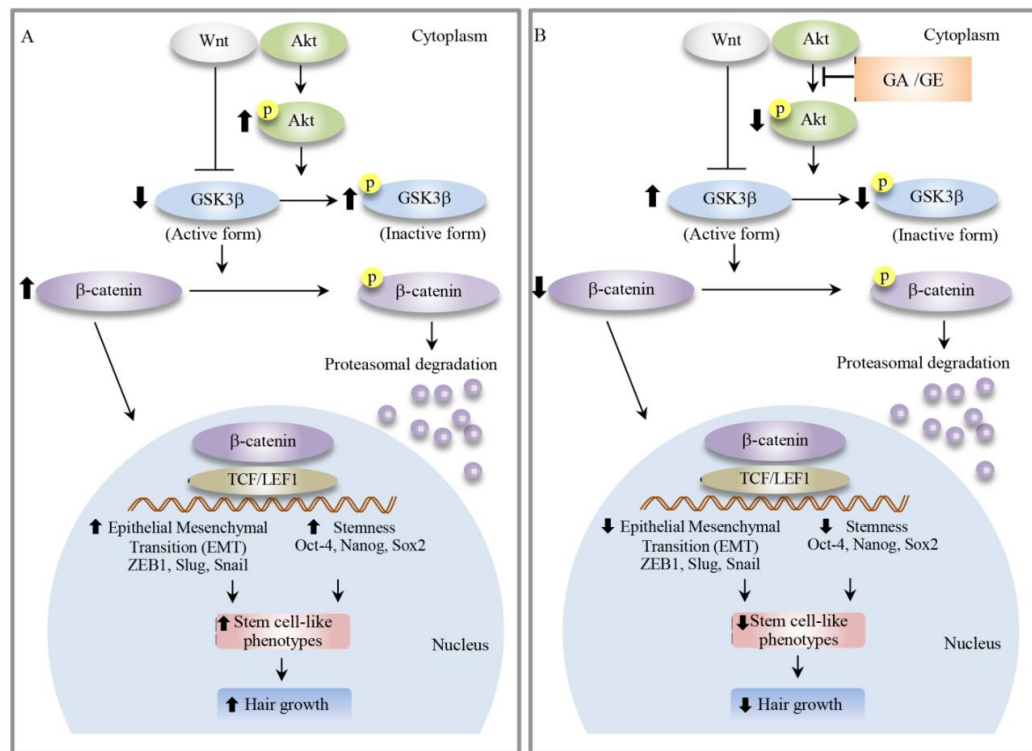 A
Wnt
Akt
Cytoplasm
p
Akt
GSK3β
p
GSK3β
(Active form)
(Inactive form)
β-catenin
p
β-catenin
Proteasomal degradation
β-catenin
TCF/LEF1
Epithelial Mesenchymal
Transition (EMT)
ZEB1, Slug, Snail
Stemness
Oct-4, Nanog, Sox2
Stem cell-like
phenotypes
Nucleus
Hair growth
B
Wnt
Akt
Cytoplasm
GA /GE
p
Akt
GSK3β
p
GSK3β
(Active form)
(Inactive form)
β-catenin
p
β-catenin
Proteasomal degradation
β-catenin
TCF/LEF1
Epithelial Mesenchymal
Transition (EMT)
ZEB1, Slug, Snail
Stemness
Oct-4, Nanog, Sox2
Stem cell-like
phenotypes
Nucleus
Hair growth